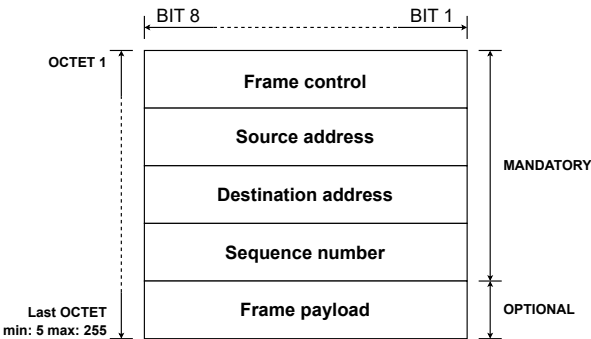 BIT 8 BIT 1
OCTET 1
Frame control
Source address
Destination address
MANDATORY
Sequence number
Frame payload
Last OCTET
min: 5 max: 255
OPTIONAL